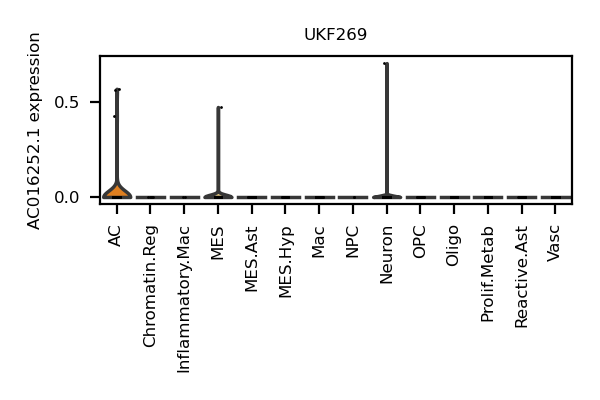 UKF269
AC016252.1 expression
0.5
0.0
AC
Chromatin.Reg
Inflammatory.Mac
MES
MES.Ast
MES.Hyp
Mac
NPC
Neuron
OPC
Oligo
Prolif.Metab
Reactive.Ast
Vasc